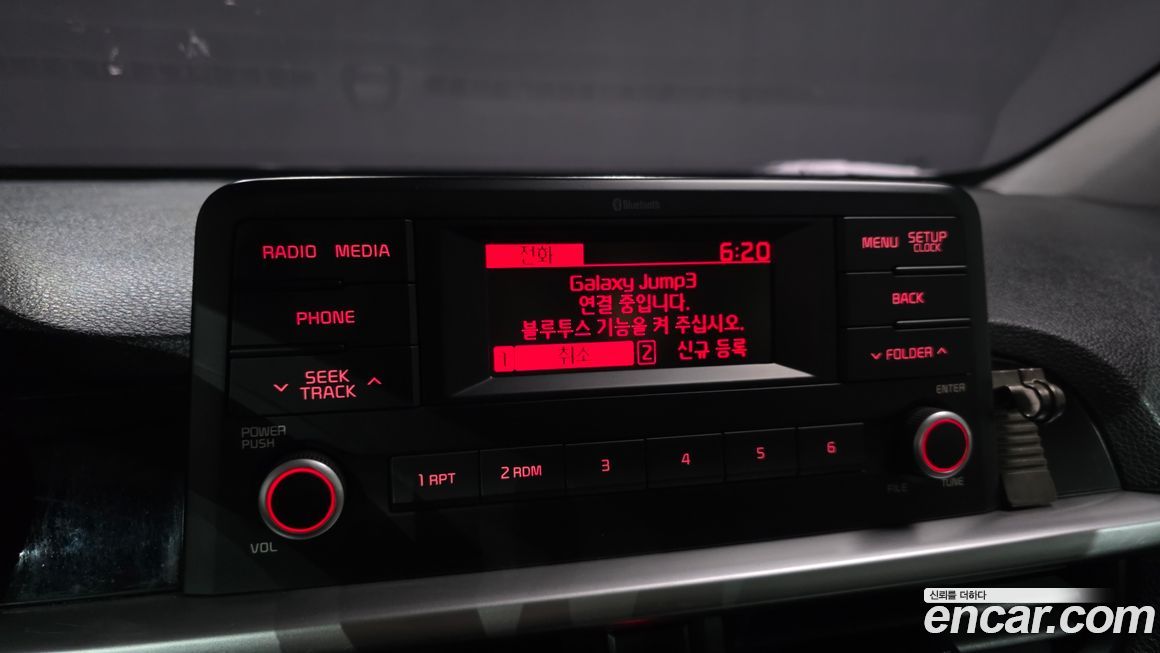 Bluetooth
RADIO MEDIA
PHONE
SEEK
TRACK
POWER
PUSH
VOL
전화 6:20
Galaxy Jump3
연결 중입니다.
블루투스 기능을 켜 주십시오.
1 취소 2 신규 등록
MENU SETUP
CLOCK
BACK
FOLDER
ENTER
1 RPT 2 RDM 3 4 5 6
FILE TUNE
신뢰를 더하다
encar.com